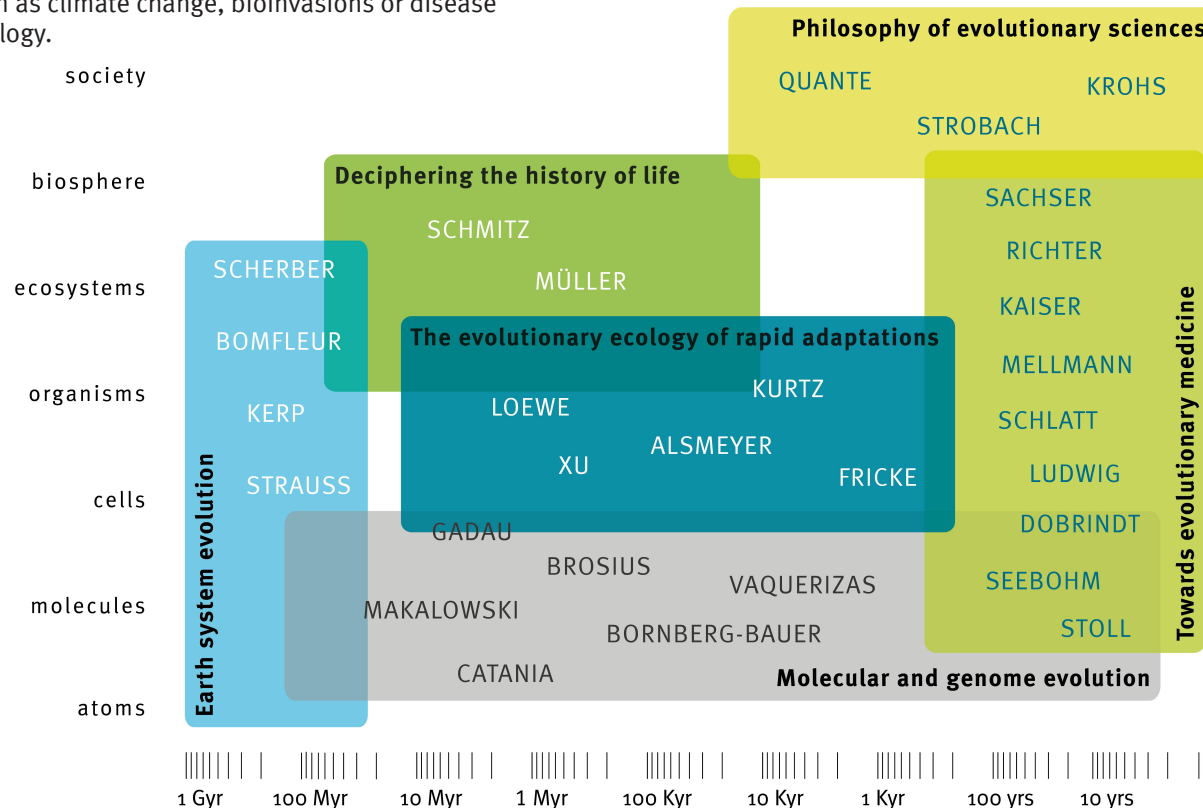 as climate change, bioinvasions or disease
Philosophy of evolutionary sciences
society
QUANTE
KROHS
STROBACH
biosphere
Deciphering the history of life
SACHSER
SCHMITZ
RICHTER
SCHERBER
MÜLLER
ecosystems
KAISER
The evolutionary ecology of rapid adaptations
BOMFLEUR
MELLMANN
organisms
KURTZ
LOEWE
KERP
SCHLATT
ALSMEYER
XU
LUDWIG
FRICKE
STRAUSS
cells
DOBRINDT
GADAU
BROSIUS
SEEBOHM
VAQUERIZAS
molecules
MAKALOWSKI
STOLL
BORNBERG-BAUER
CATANIA
Molecular and genome evolution
atoms
Earth system evolution
Towards evolutionary medicine
1 Gyr 100 Myr 10 Myr 1 Myr 100 Kyr 10 Kyr 1 Kyr 100 yrs 10 yrs